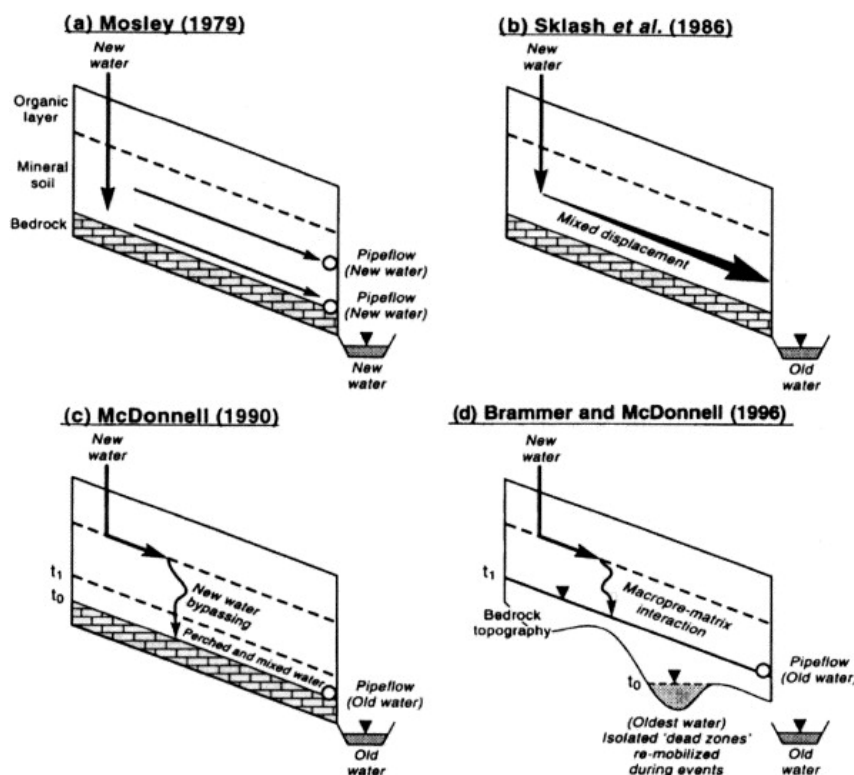 (a) Mosley (1979)
New
water
Organic
layer
Mineral
soil
Bedrock
Pipeflow
(New water)
Pipeflow
(New water)
New
water
(b) Sklash et al. (1986)
New
water
Mixed displacement
Old
water
(c) McDonnell (1990)
New
water
t1
t0
New water
bypassing
Perched and mixed water
Pipeflow
(Old water)
Old
water
(d) Brammer and McDonnell (1996)
New
water
t1
Macropre-matrix
interaction
Bedrock
topography
t0
Pipeflow
(Old water)
(Oldest water)
Isolated 'dead zones'
re-mobilized
during events
Old
water